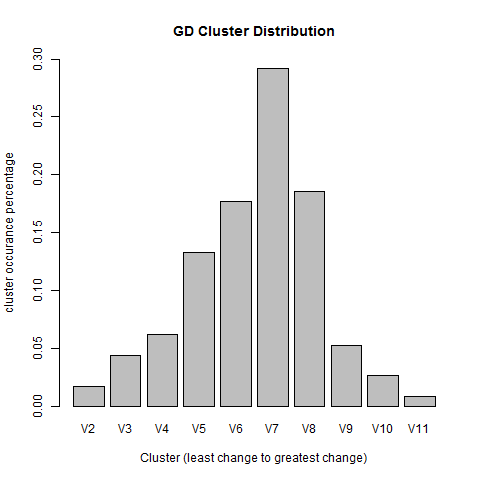 GD Cluster Distribution
cluster occurance percentage
0.30
0.25
0.20
0.15
0.10
0.05
0.00
V2 V3 V4 V5 V6 V7 V8 V9 V10 V11
Cluster (least change to greatest change)